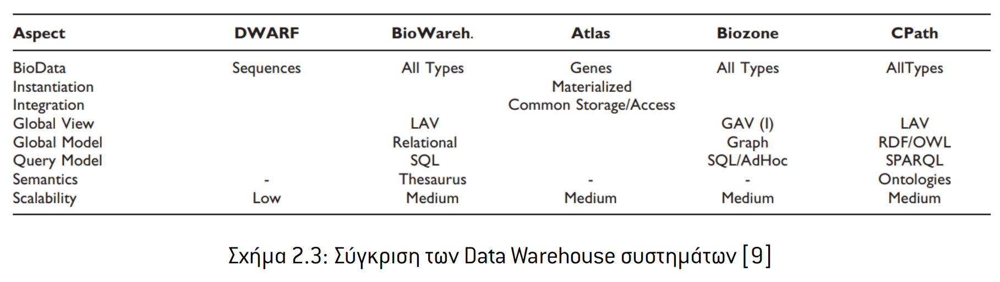 Aspect DWARF BioWareh. Atlas Biozone CPath
BioData Sequences All Types Genes All Types AllTypes
Instantiation Materialized
Integration Common Storage/Access
Global View LAV GAV (I) LAV
Global Model Relational Graph RDF/OWL
Query Model SQL SQL/AdHoc SPARQL
Semantics - Thesaurus - - Ontologies
Scalability Low Medium Medium Medium Medium
Σχήμα 2.3: Σύγκριση των Data Warehouse συστημάτων [9]